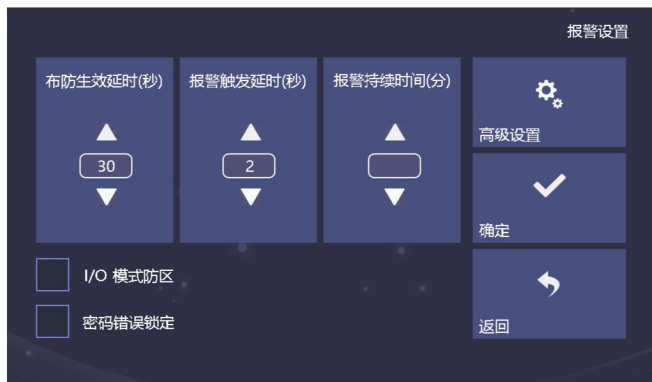 报警设置
布防生效延时(秒)
报警触发延时(秒)
报警持续时间(分)
30
2
高级设置
确定
返回
I/O 模式防区
密码错误锁定